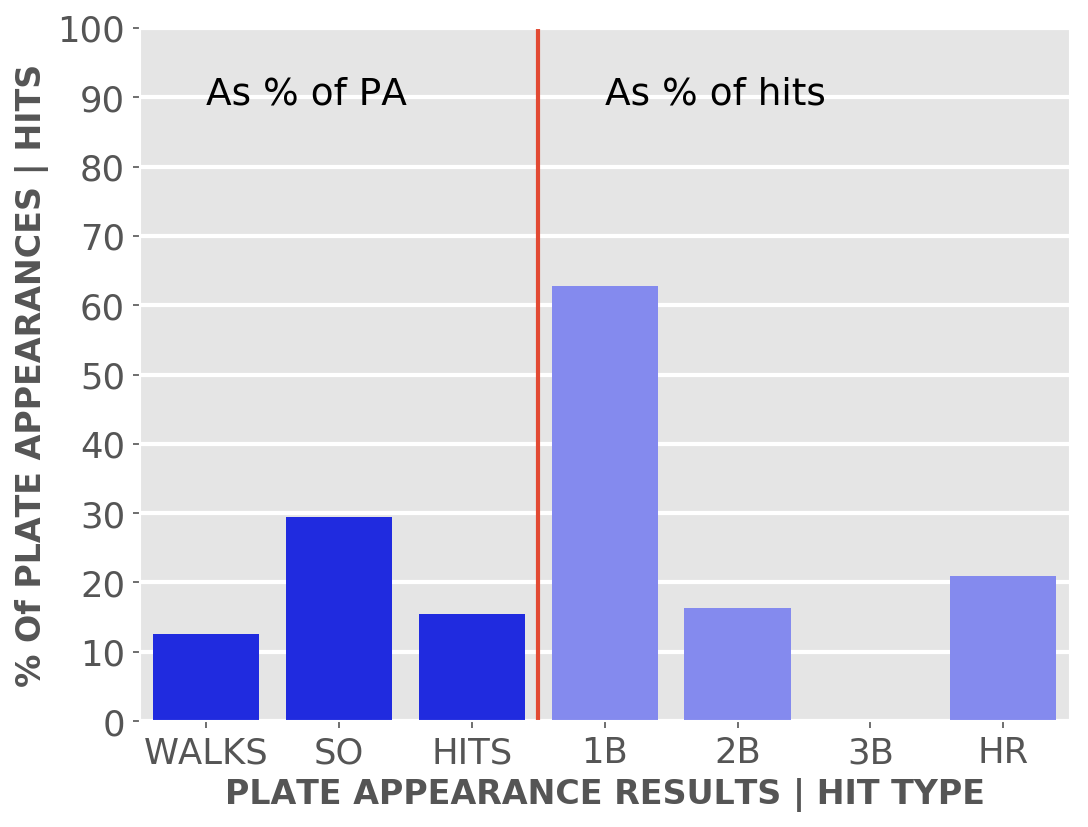 % Of PLATE APPEARANCES | HITS
100
90
80
70
60
50
40
30
20
10
0
As % of PA
As % of hits
WALKS SO HITS 1B 2B 3B HR
PLATE APPEARANCE RESULTS | HIT TYPE